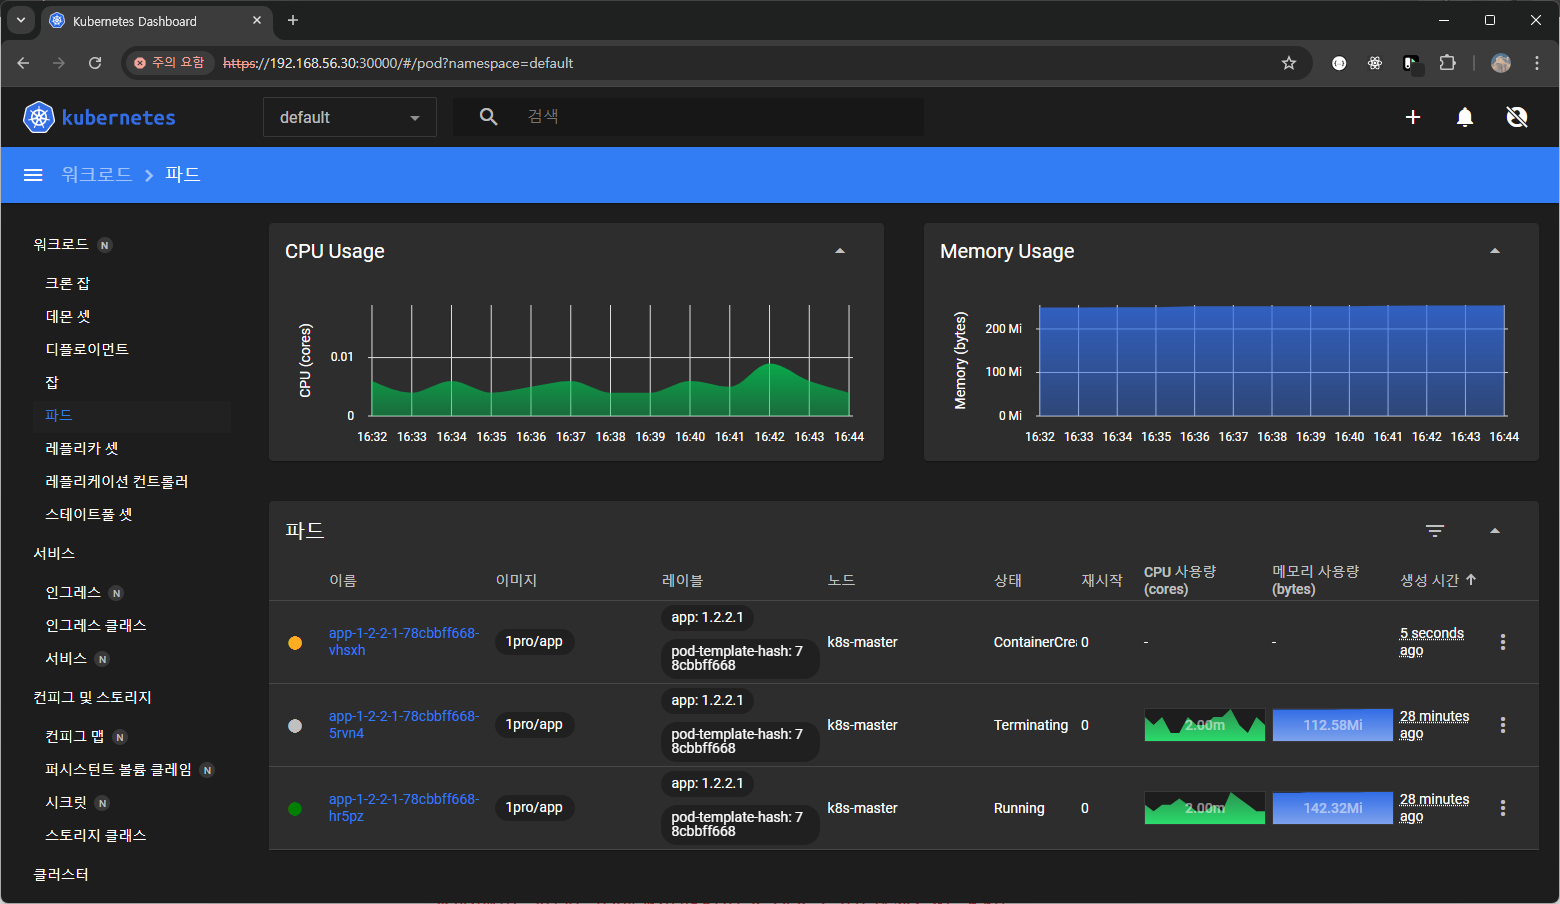 Kubernetes Dashboard
주의 요함
https://192.168.56.30:30000/#/pod?namespace=default
kubernetes
default
검색
워크로드
파드
워크로드 N
크론 잡
데몬 셋
디플로이먼트
잡
파드
레플리카 셋
레플리케이션 컨트롤러
스테이트풀 셋
서비스
인그레스 N
인그레스 클래스
서비스 N
컨피그 및 스토리지
컨피그 맵 N
퍼시스턴트 볼륨 클레임 N
시크릿 N
스토리지 클래스
클러스터
CPU Usage
CPU (cores)
0.01
0
16:32 16:33 16:34 16:35 16:36 16:37 16:38 16:39 16:40 16:41 16:42 16:43 16:44
Memory Usage
Memory (bytes)
200 Mi
100 Mi
0 Mi
16:32 16:33 16:34 16:35 16:36 16:37 16:38 16:39 16:40 16:41 16:42 16:43 16:44
파드
이름
이미지
레이블
노드
상태
재시작
CPU 사용량
(cores)
메모리 사용량
(bytes)
생성 시간
app-1-2-2-1-78cbbff668-
vhsxh
1pro/app
app: 1.2.2.1
pod-template-hash: 7
8cbbff668
k8s-master
ContainerCre
0
-
-
5 seconds
ago
app-1-2-2-1-78cbbff668-
5rvn4
1pro/app
app: 1.2.2.1
pod-template-hash: 7
8cbbff668
k8s-master
Terminating
0
2.00m
112.58Mi
28 minutes
ago
app-1-2-2-1-78cbbff668-
hr5pz
1pro/app
app: 1.2.2.1
pod-template-hash: 7
8cbbff668
k8s-master
Running
0
2.00m
142.32Mi
28 minutes
ago